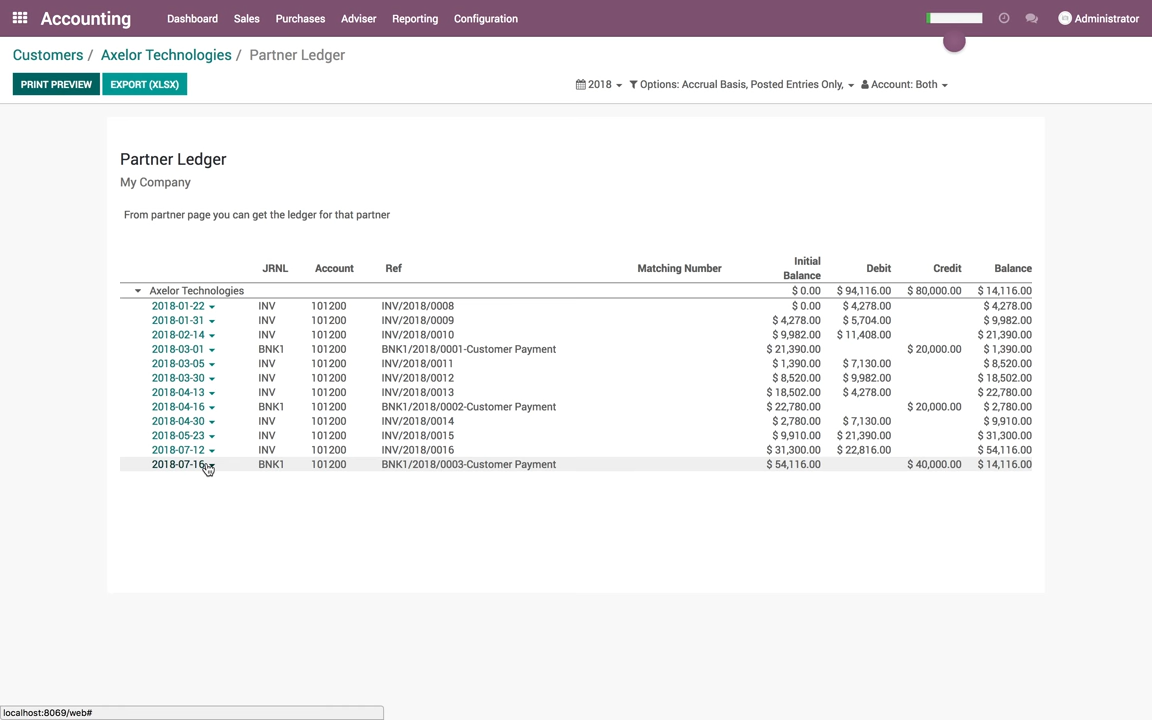 Accounting Dashboard Sales Purchases Adviser Reporting Configuration Administrator
Customers / Axelor Technologies / Partner Ledger
PRINT PREVIEW EXPORT (XLSX) 2018 Options: Accrual Basis, Posted Entries Only, Account: Both
Partner Ledger
My Company
From partner page you can get the ledger for that partner
JRNL Account Ref Matching Number Initial Balance Debit Credit Balance
Axelor Technologies $ 0.00 $ 94,116.00 $ 80,000.00 $ 14,116.00
2018-01-22 INV 101200 INV/2018/0008 $ 0.00 $ 4,278.00 $ 4,278.00
2018-01-31 INV 101200 INV/2018/0009 $ 4,278.00 $ 5,704.00 $ 9,982.00
2018-02-14 INV 101200 INV/2018/0010 $ 9,982.00 $ 11,408.00 $ 21,390.00
2018-03-01 BNK1 101200 BNK1/2018/0001-Customer Payment $ 21,390.00 $ 20,000.00 $ 1,390.00
2018-03-05 INV 101200 INV/2018/0011 $ 1,390.00 $ 7,130.00 $ 8,520.00
2018-03-30 INV 101200 INV/2018/0012 $ 8,520.00 $ 9,982.00 $ 18,502.00
2018-04-13 INV 101200 INV/2018/0013 $ 18,502.00 $ 4,278.00 $ 22,780.00
2018-04-16 BNK1 101200 BNK1/2018/0002-Customer Payment $ 22,780.00 $ 20,000.00 $ 2,780.00
2018-04-30 INV 101200 INV/2018/0014 $ 2,780.00 $ 7,130.00 $ 9,910.00
2018-05-23 INV 101200 INV/2018/0015 $ 9,910.00 $ 21,390.00 $ 31,300.00
2018-07-12 INV 101200 INV/2018/0016 $ 31,300.00 $ 22,816.00 $ 54,116.00
2018-07-16 BNK1 101200 BNK1/2018/0003-Customer Payment $ 54,116.00 $ 40,000.00 $ 14,116.00
localhost:8069/web#